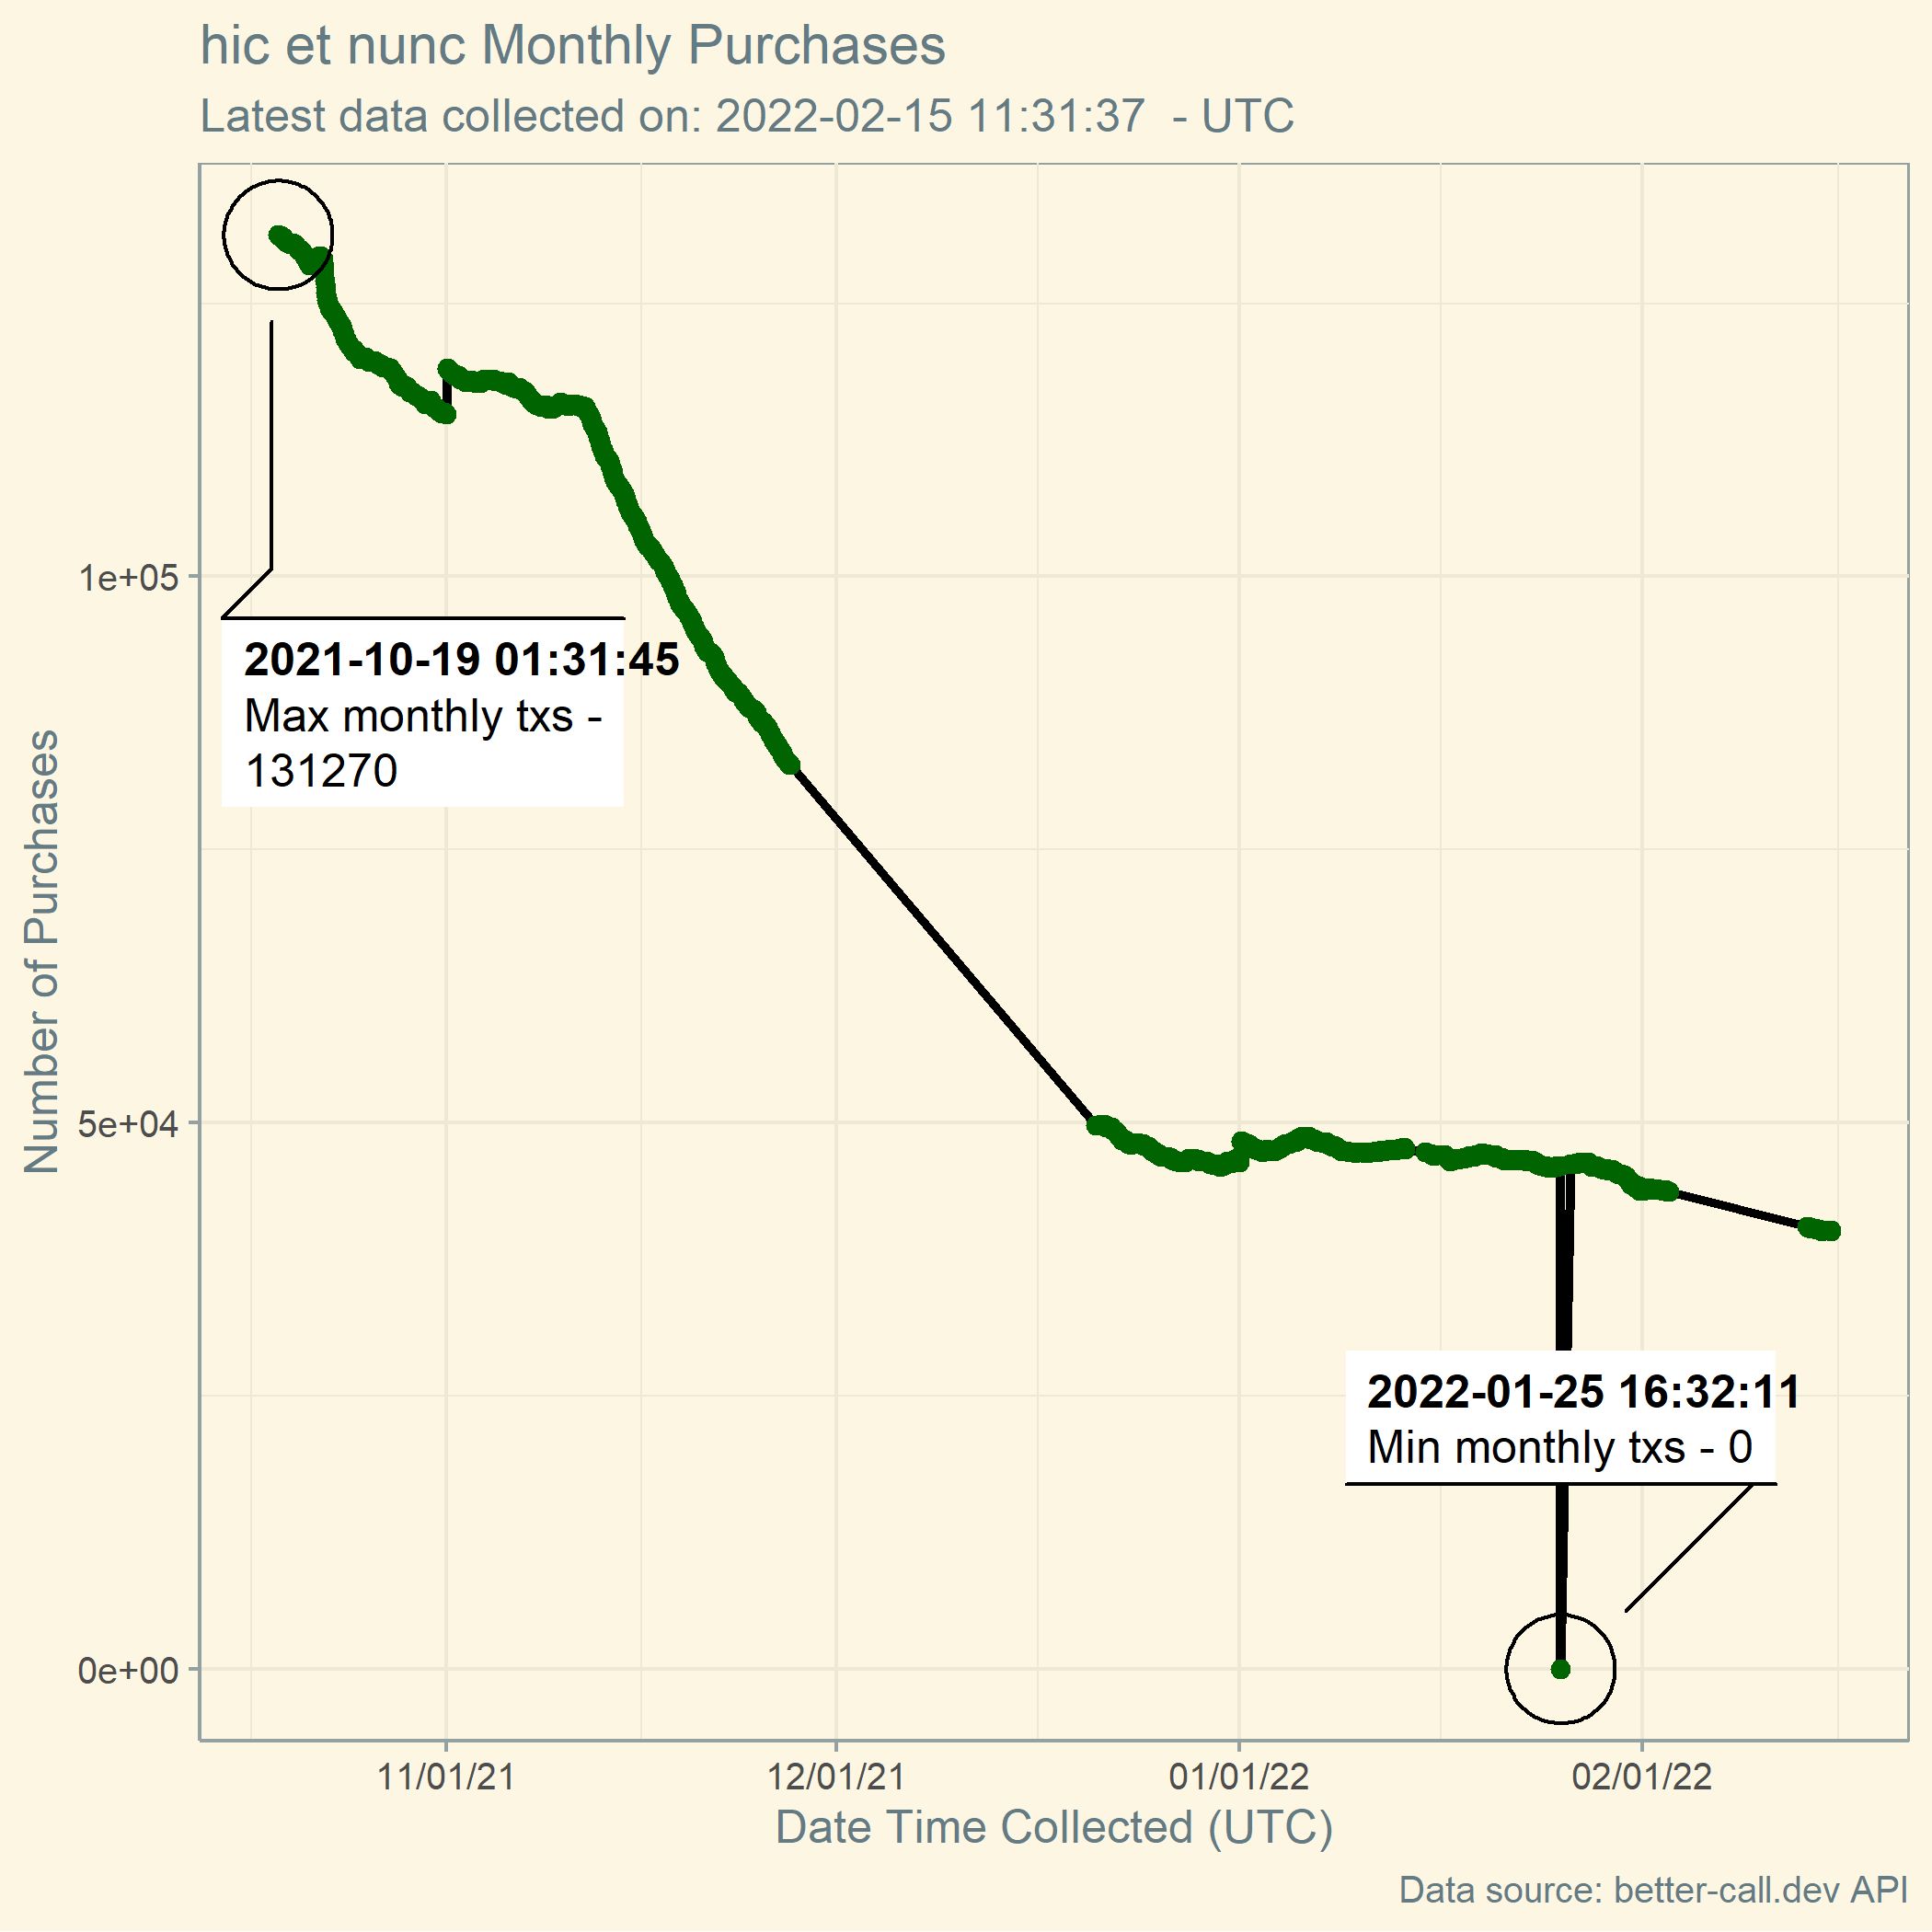 hic et nunc Monthly Purchases
Latest data collected on: 2022-02-15 11:31:37  - UTC
Number of Purchases
1e+05
5e+04
0e+00
2021-10-19 01:31:45
Max monthly txs -
131270
2022-01-25 16:32:11
Min monthly txs - 0
11/01/21
12/01/21
01/01/22
02/01/22
Date Time Collected (UTC)
Data source: better-call.dev API